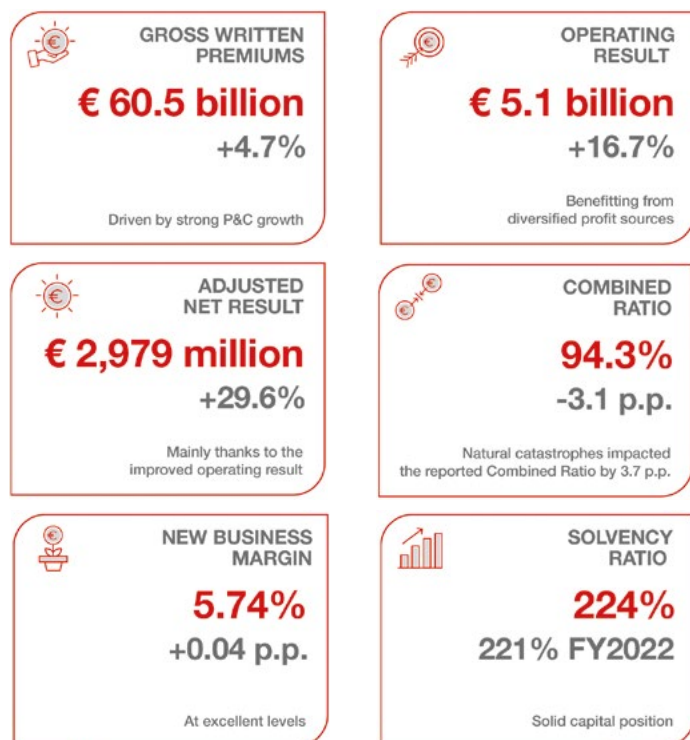 GROSS WRITTEN
PREMIUMS
€ 60.5 billion
+4.7%
Driven by strong P&C growth
OPERATING
RESULT
€ 5.1 billion
+16.7%
Benefitting from
diversified profit sources
ADJUSTED
NET RESULT
€ 2,979 million
+29.6%
Mainly thanks to the
improved operating result
COMBINED
RATIO
94.3%
-3.1 p.p.
Natural catastrophes impacted
the reported Combined Ratio by 3.7 p.p.
NEW BUSINESS
MARGIN
5.74%
+0.04 p.p.
At excellent levels
SOLVENCY
RATIO
224%
221% FY2022
Solid capital position